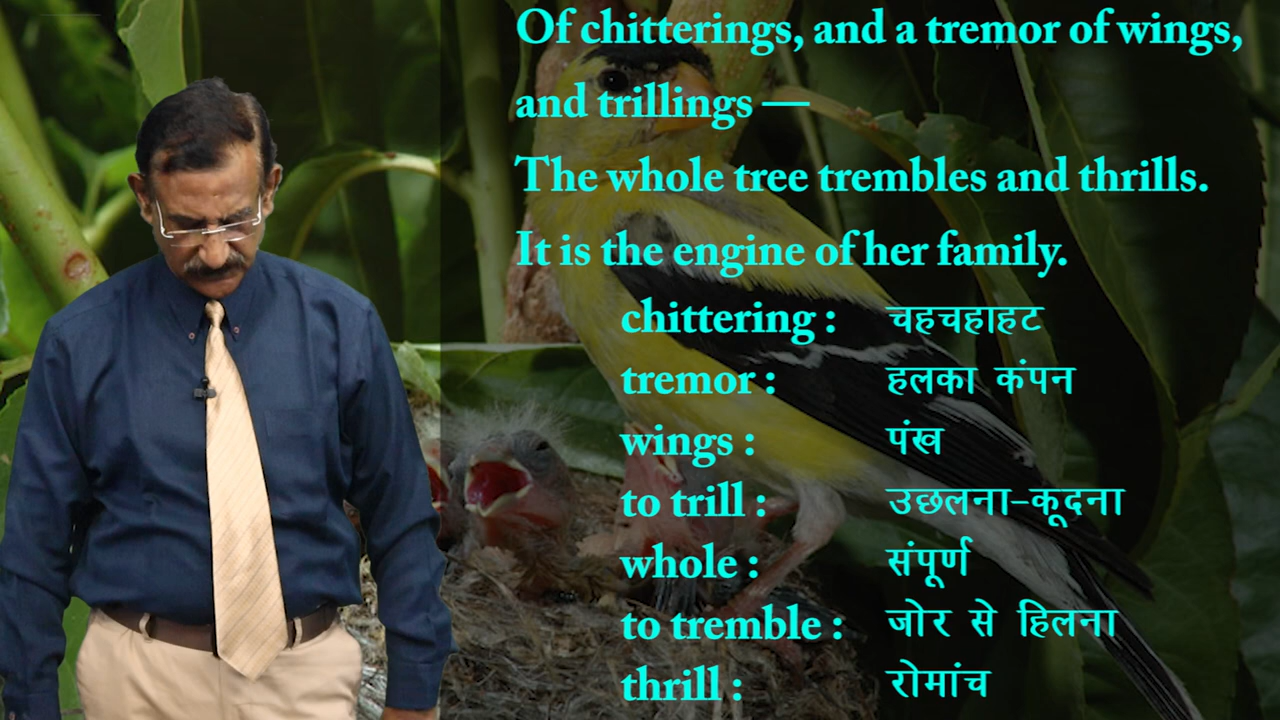 Of chitterings, and a tremor of wings,
and trillings —
The whole tree trembles and thrills.
It is the engine of her family.
chittering : चहचहाहट
tremor : हलका कंपन
wings : पंख
to trill : उछलना-कूदना
whole : संपूर्ण
to tremble : जोर से हिलना
thrill : रोमांच